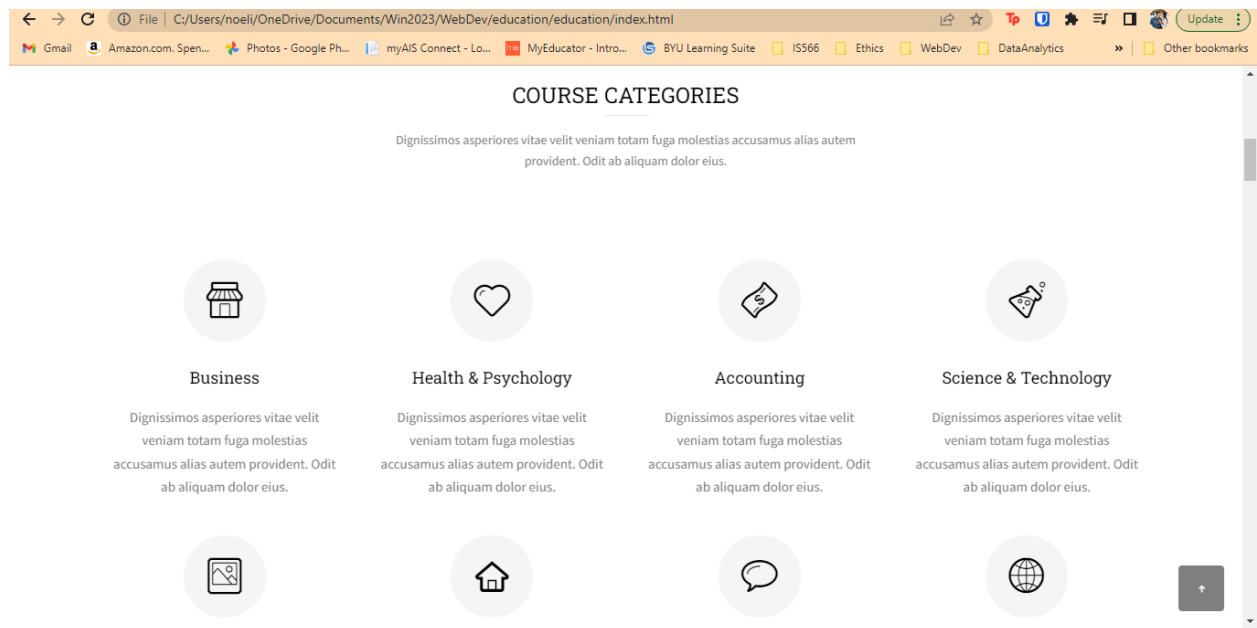 File | C:/Users/noeli/OneDrive/Documents/Win2023/WebDev/education/education/index.html
Tp
Update
Gmail
a Amazon.com. Spen...
Photos - Google Ph...
myAIS Connect - Lo...
me MyEducator - Intro...
BYU Learning Suite
IS566
Ethics
WebDev
DataAnalytics
»
Other bookmarks
COURSE CATEGORIES
Dignissimos asperiores vitae velit veniam totam fuga molestias accusamus alias autem
provident. Odit ab aliquam dolor eius.
Business
Dignissimos asperiores vitae velit
veniam totam fuga molestias
accusamus alias autem provident. Odit
ab aliquam dolor eius.
Health & Psychology
Dignissimos asperiores vitae velit
veniam totam fuga molestias
accusamus alias autem provident. Odit
ab aliquam dolor eius.
Accounting
Dignissimos asperiores vitae velit
veniam totam fuga molestias
accusamus alias autem provident. Odit
ab aliquam dolor eius.
Science & Technology
Dignissimos asperiores vitae velit
veniam totam fuga molestias
accusamus alias autem provident. Odit
ab aliquam dolor eius.